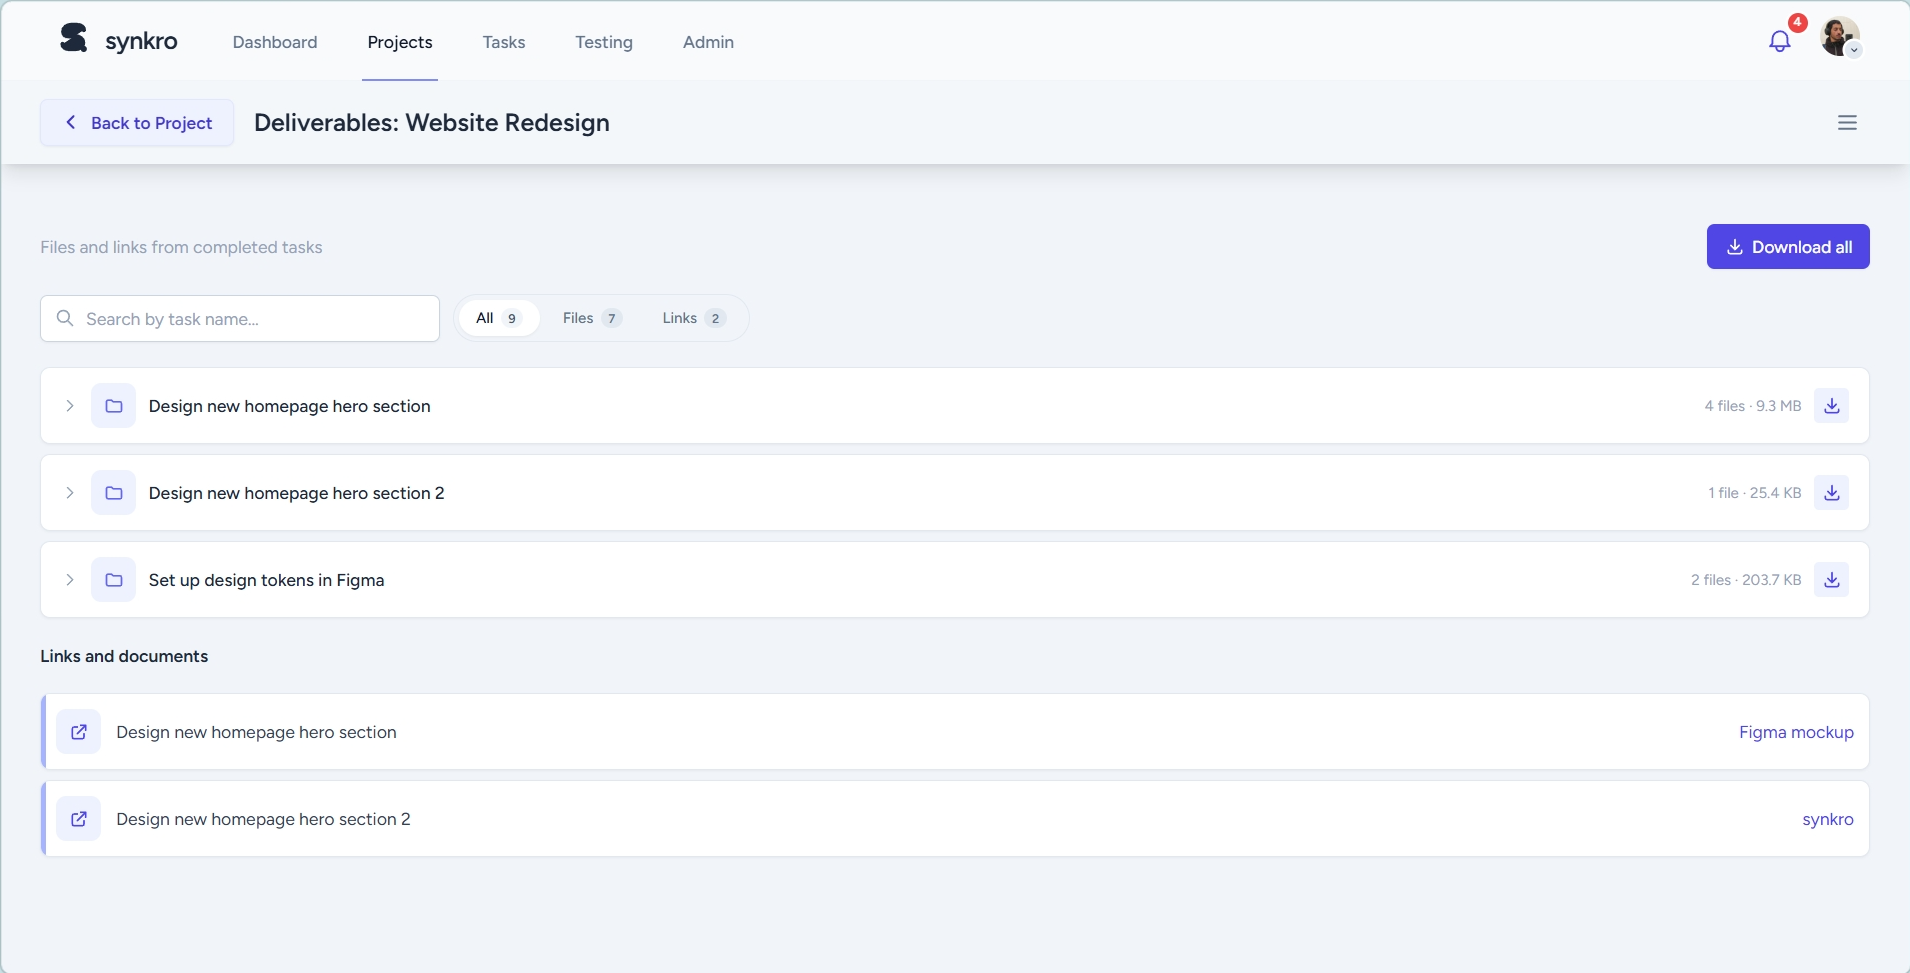 synkro
Dashboard
Projects
Tasks
Testing
Admin
4
Back to Project
Deliverables: Website Redesign
Files and links from completed tasks
Download all
Search by task name...
All 9
Files 7
Links 2
Design new homepage hero section
4 files · 9.3 MB
Design new homepage hero section 2
1 file · 25.4 KB
Set up design tokens in Figma
2 files · 203.7 KB
Links and documents
Design new homepage hero section
Figma mockup
Design new homepage hero section 2
synkro